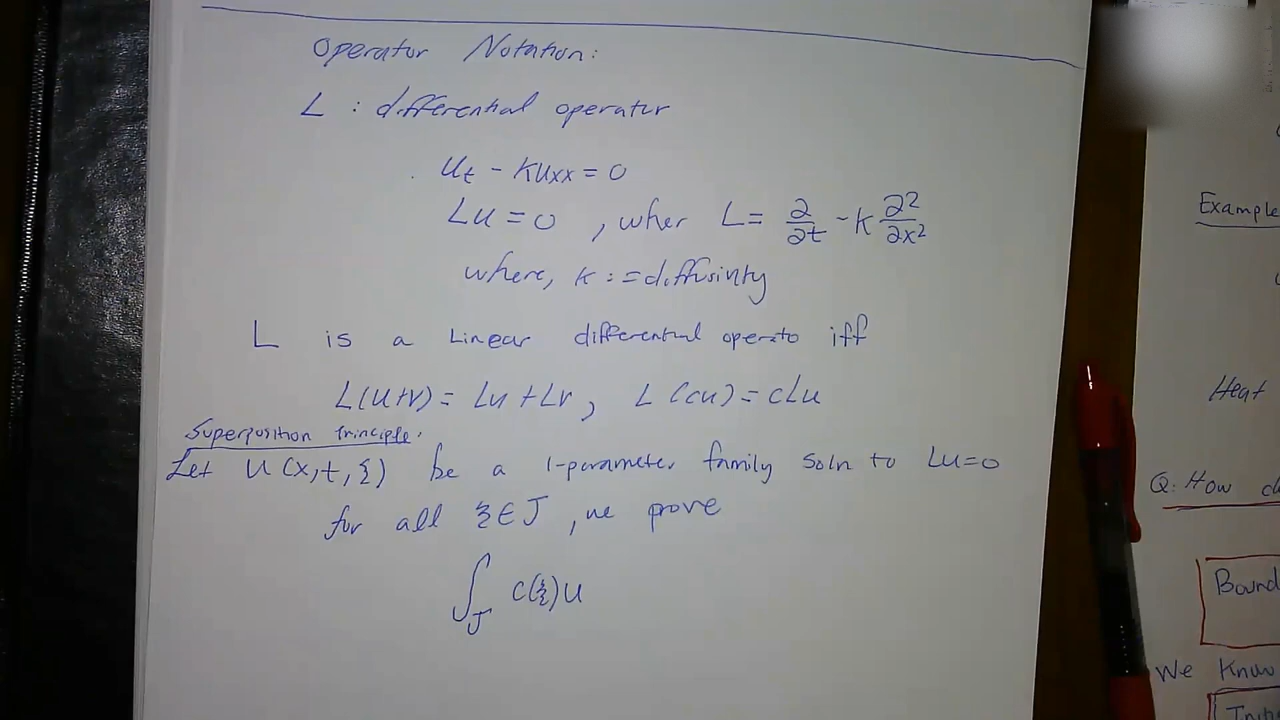 Operator Notation:
L : differential operator
u_t - k u_xx = 0
Lu = 0 , wher L = ∂/∂t - k ∂²/∂x²
where, k := diffusivity
L is a Linear differential operato iff
L(u+v) = Lu + Lv , L(cu) = cLu
Superposition Principle.
Let u(x,t,ξ) be a 1-parameter family soln to Lu=0
for all ξ∈J , we prove
∫_J c(ξ)u
Example
Heat
Q: How
Bound
We Know